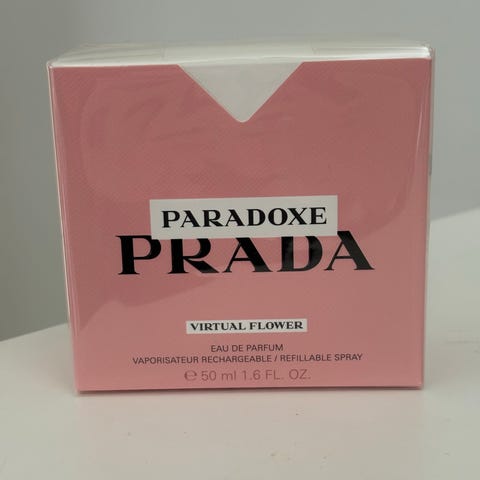 PARADOXE
PRADA
VIRTUAL FLOWER
EAU DE PARFUM
VAPORISATEUR RECHARGEABLE / REFILLABLE SPRAY
℮ 50 ml 1.6 FL. OZ.